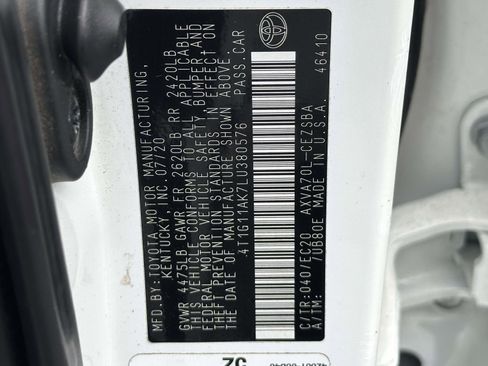 MFD.BY:TOYOTA MOTOR MANUFACTURING,
KENTUCKY, INC. 07/20
GVWR 4475LB GAWR FR 2620LB RR 2420LB
THIS VEHICLE CONFORMS TO ALL APPLICABLE
FEDERAL MOTOR VEHICLE SAFETY, BUMPER AND
THEFT PREVENTION STANDARDS IN EFFECT ON
THE DATE OF MANUFACTURE SHOWN ABOVE.
4T1G11AK7LU380576 PASS.CAR
C/TR:040/EC20 AXVA70L-CEZSBA
A/TM: /UB80E MADE IN U.S.A. 46410
52